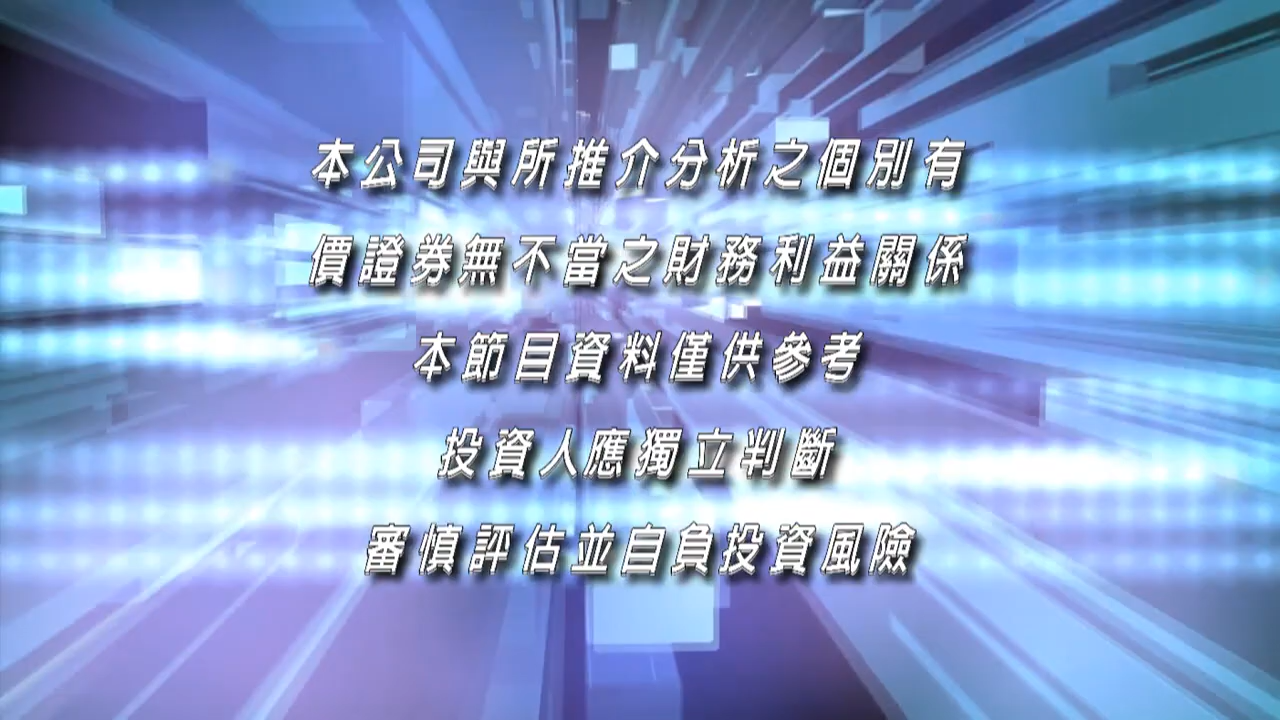 本公司與所推介分析之個別有
價證券無不當之財務利益關係
本節目資料僅供參考
投資人應獨立判斷
審慎評估並自負投資風險